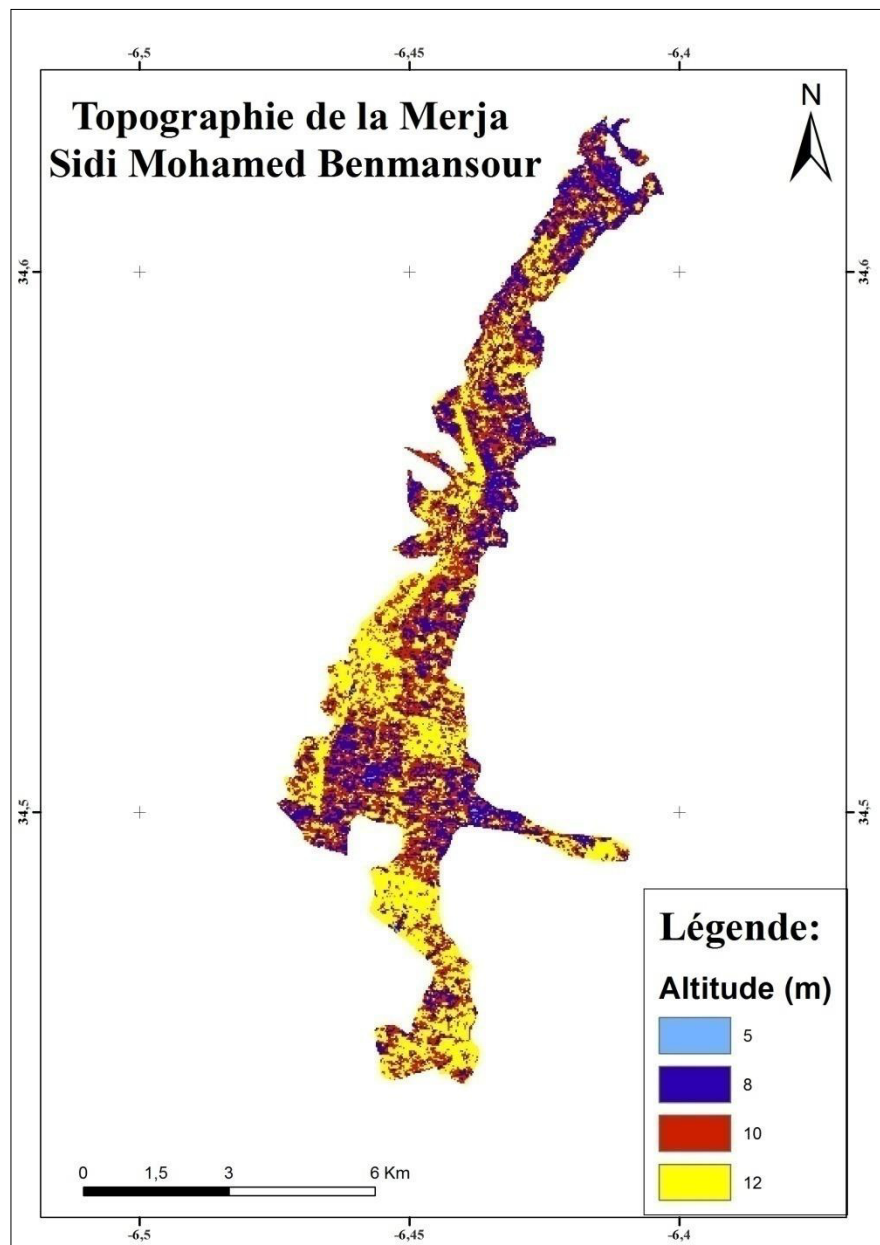 -6,5 -6,45 -6,4
Topographie de la Merja
Sidi Mohamed Benmansour
N
34,6 34,6
34,5 34,5
Légende:
Altitude (m)
5
8
10
12
0 1,5 3 6 Km
-6,5 -6,45 -6,4